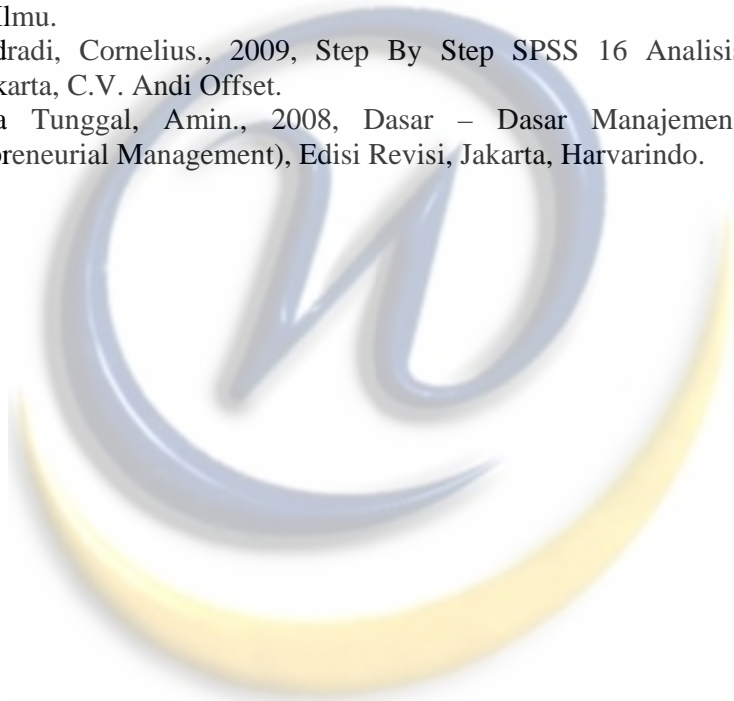 Ilmu.
dradi, Cornelius., 2009, Step By Step SPSS 16 Analisis
karta, C.V. Andi Offset.
a Tunggal, Amin., 2008, Dasar – Dasar Manajemen
preneurial Management), Edisi Revisi, Jakarta, Harvarindo.